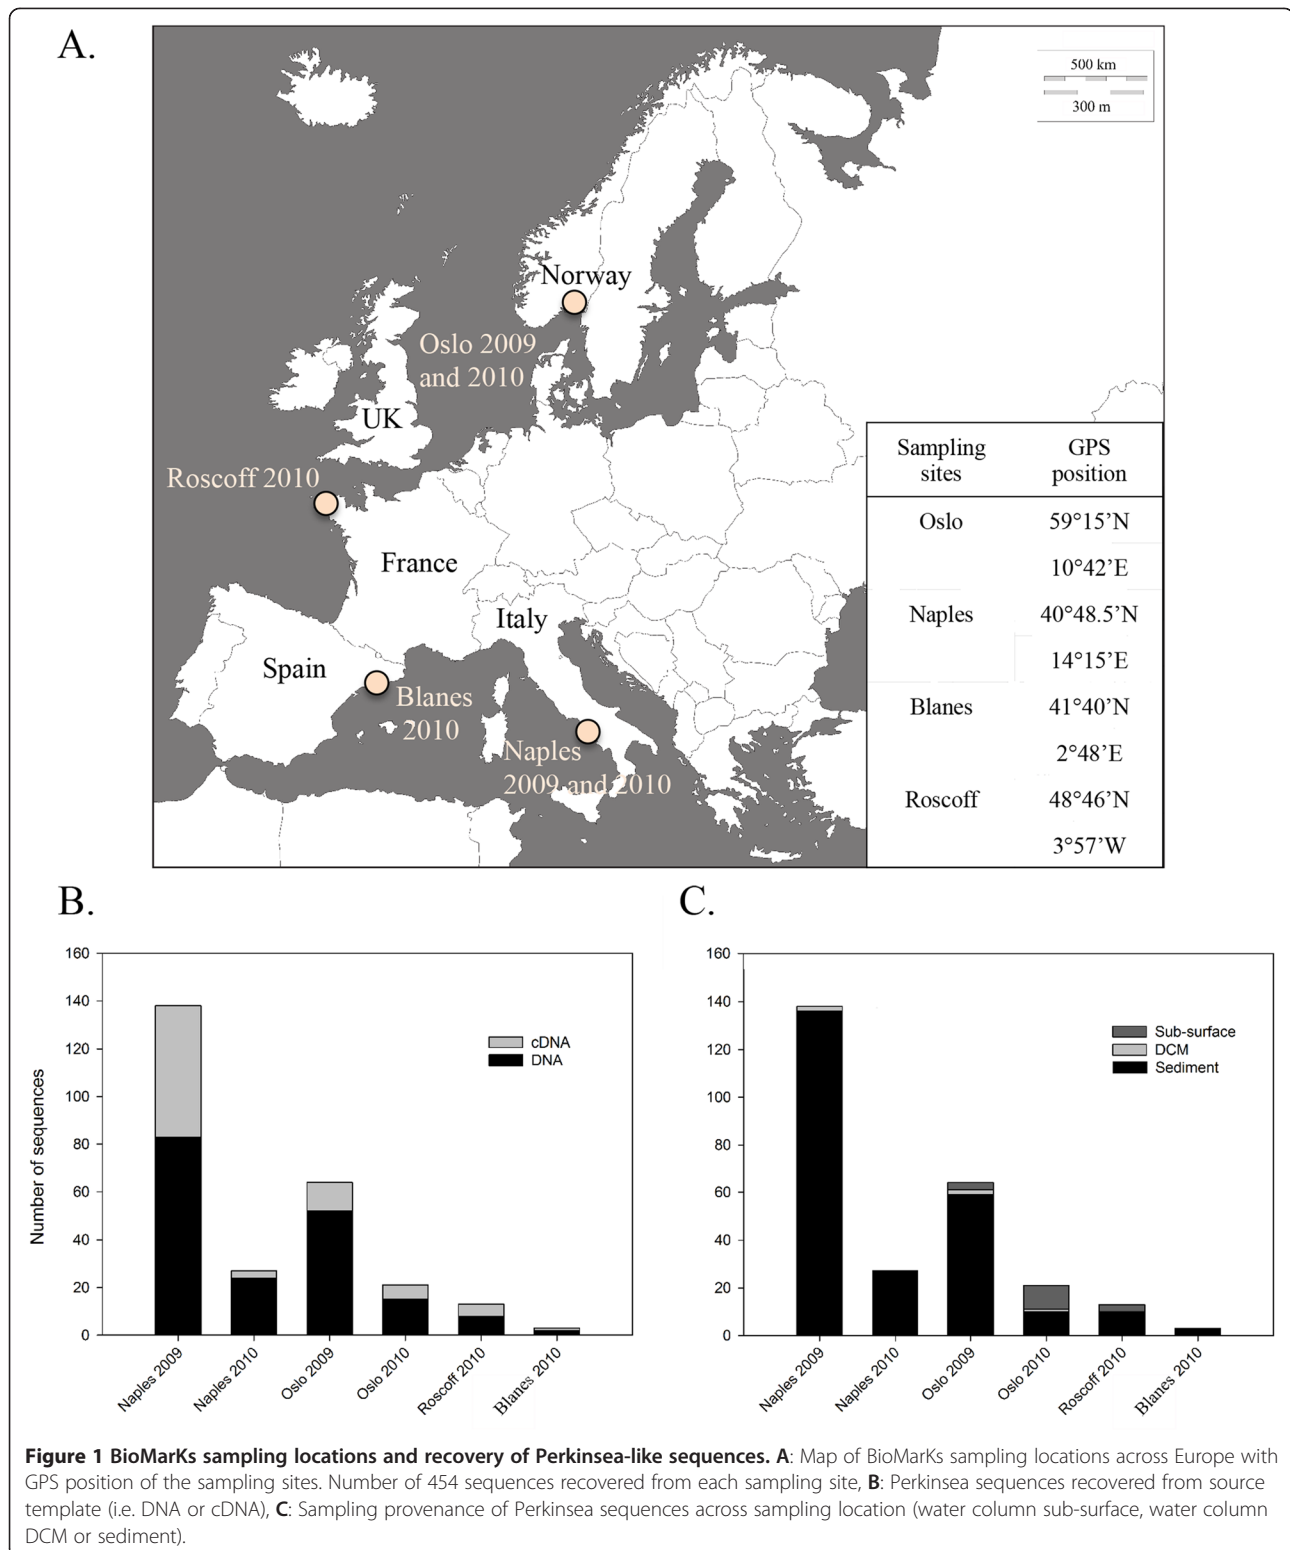 A.
500 km
300 m
Norway
Oslo 2009
and 2010
UK
Roscoff 2010
France
Italy
Spain
Blanes
2010
Naples
2009 and 2010
Sampling sites GPS position
Oslo 59°15’N
10°42’E
Naples 40°48.5’N
14°15’E
Blanes 41°40’N
2°48’E
Roscoff 48°46’N
3°57’W
B.
160
140
120
100
80
60
40
20
0
Number of sequences
cDNA
DNA
Naples 2009
Naples 2010
Oslo 2009
Oslo 2010
Roscoff 2010
Blanes 2010
C.
160
140
120
100
80
60
40
20
0
Sub-surface
DCM
Sediment
Naples 2009
Naples 2010
Oslo 2009
Oslo 2010
Roscoff 2010
Blanes 2010
Figure 1 BioMarKs sampling locations and recovery of Perkinsea-like sequences. A: Map of BioMarKs sampling locations across Europe with
GPS position of the sampling sites. Number of 454 sequences recovered from each sampling site, B: Perkinsea sequences recovered from source
template (i.e. DNA or cDNA), C: Sampling provenance of Perkinsea sequences across sampling location (water column sub-surface, water column
DCM or sediment).